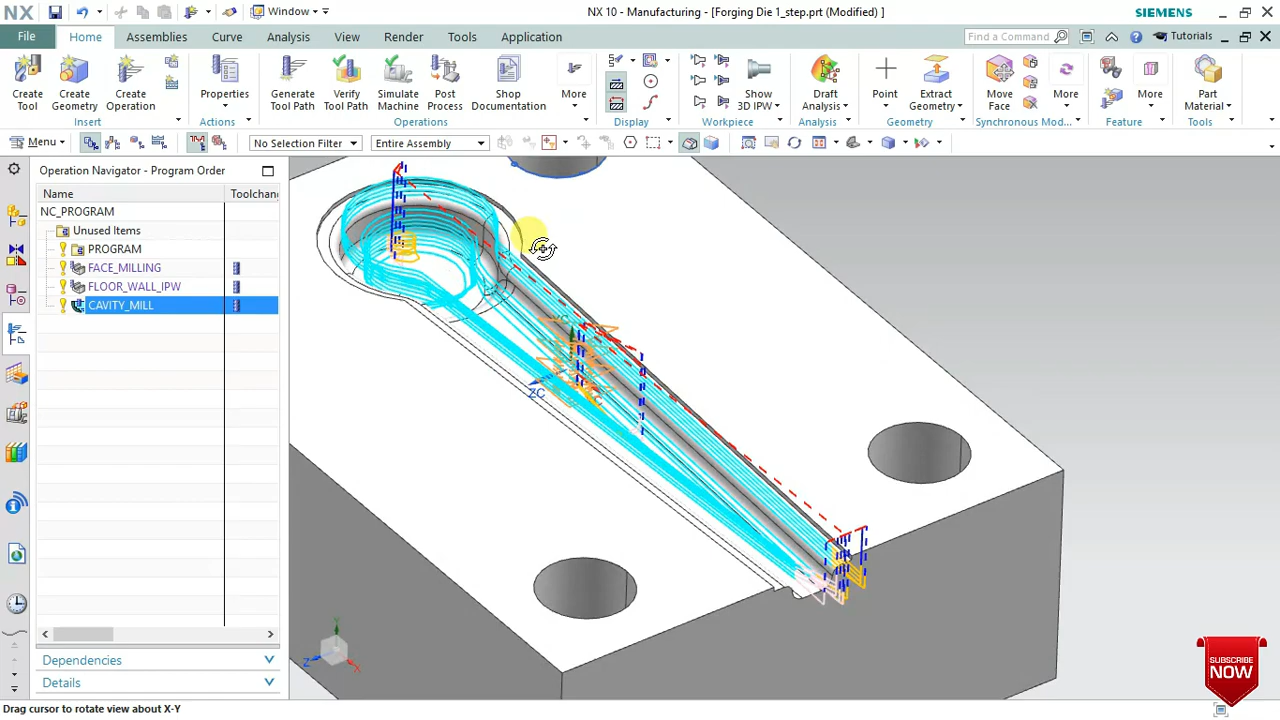 NX Window NX 10 - Manufacturing - [Forging Die 1_step.prt (Modified) ] SIEMENS
File Home Assemblies Curve Analysis View Render Tools Application Find a Command Tutorials
Create Tool Create Geometry Create Operation Properties Generate Tool Path Verify Tool Path Simulate Machine Post Process Shop Documentation More Show 3D IPW Draft Analysis Point Extract Geometry Move Face More More Part Material
Insert Actions Operations Display Workpiece Analysis Geometry Synchronous Mod... Feature Tools
Menu No Selection Filter Entire Assembly
Operation Navigator - Program Order
Name Toolchan
NC_PROGRAM
Unused Items
PROGRAM
FACE_MILLING
FLOOR_WALL_IPW
CAVITY_MILL
YC
ZC
Y
Z X
Dependencies
Details
SUBSCRIBE
NOW
Drag cursor to rotate view about X-Y